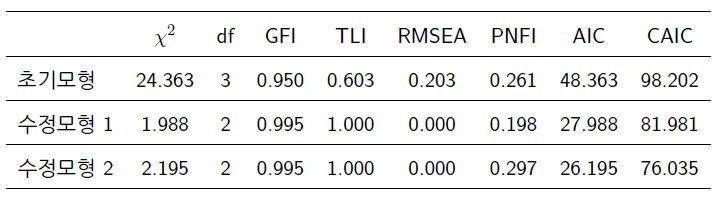 χ² df GFI TLI RMSEA PNFI AIC CAIC
초기모형 24.363 3 0.950 0.603 0.203 0.261 48.363 98.202
수정모형 1 1.988 2 0.995 1.000 0.000 0.198 27.988 81.981
수정모형 2 2.195 2 0.995 1.000 0.000 0.297 26.195 76.035